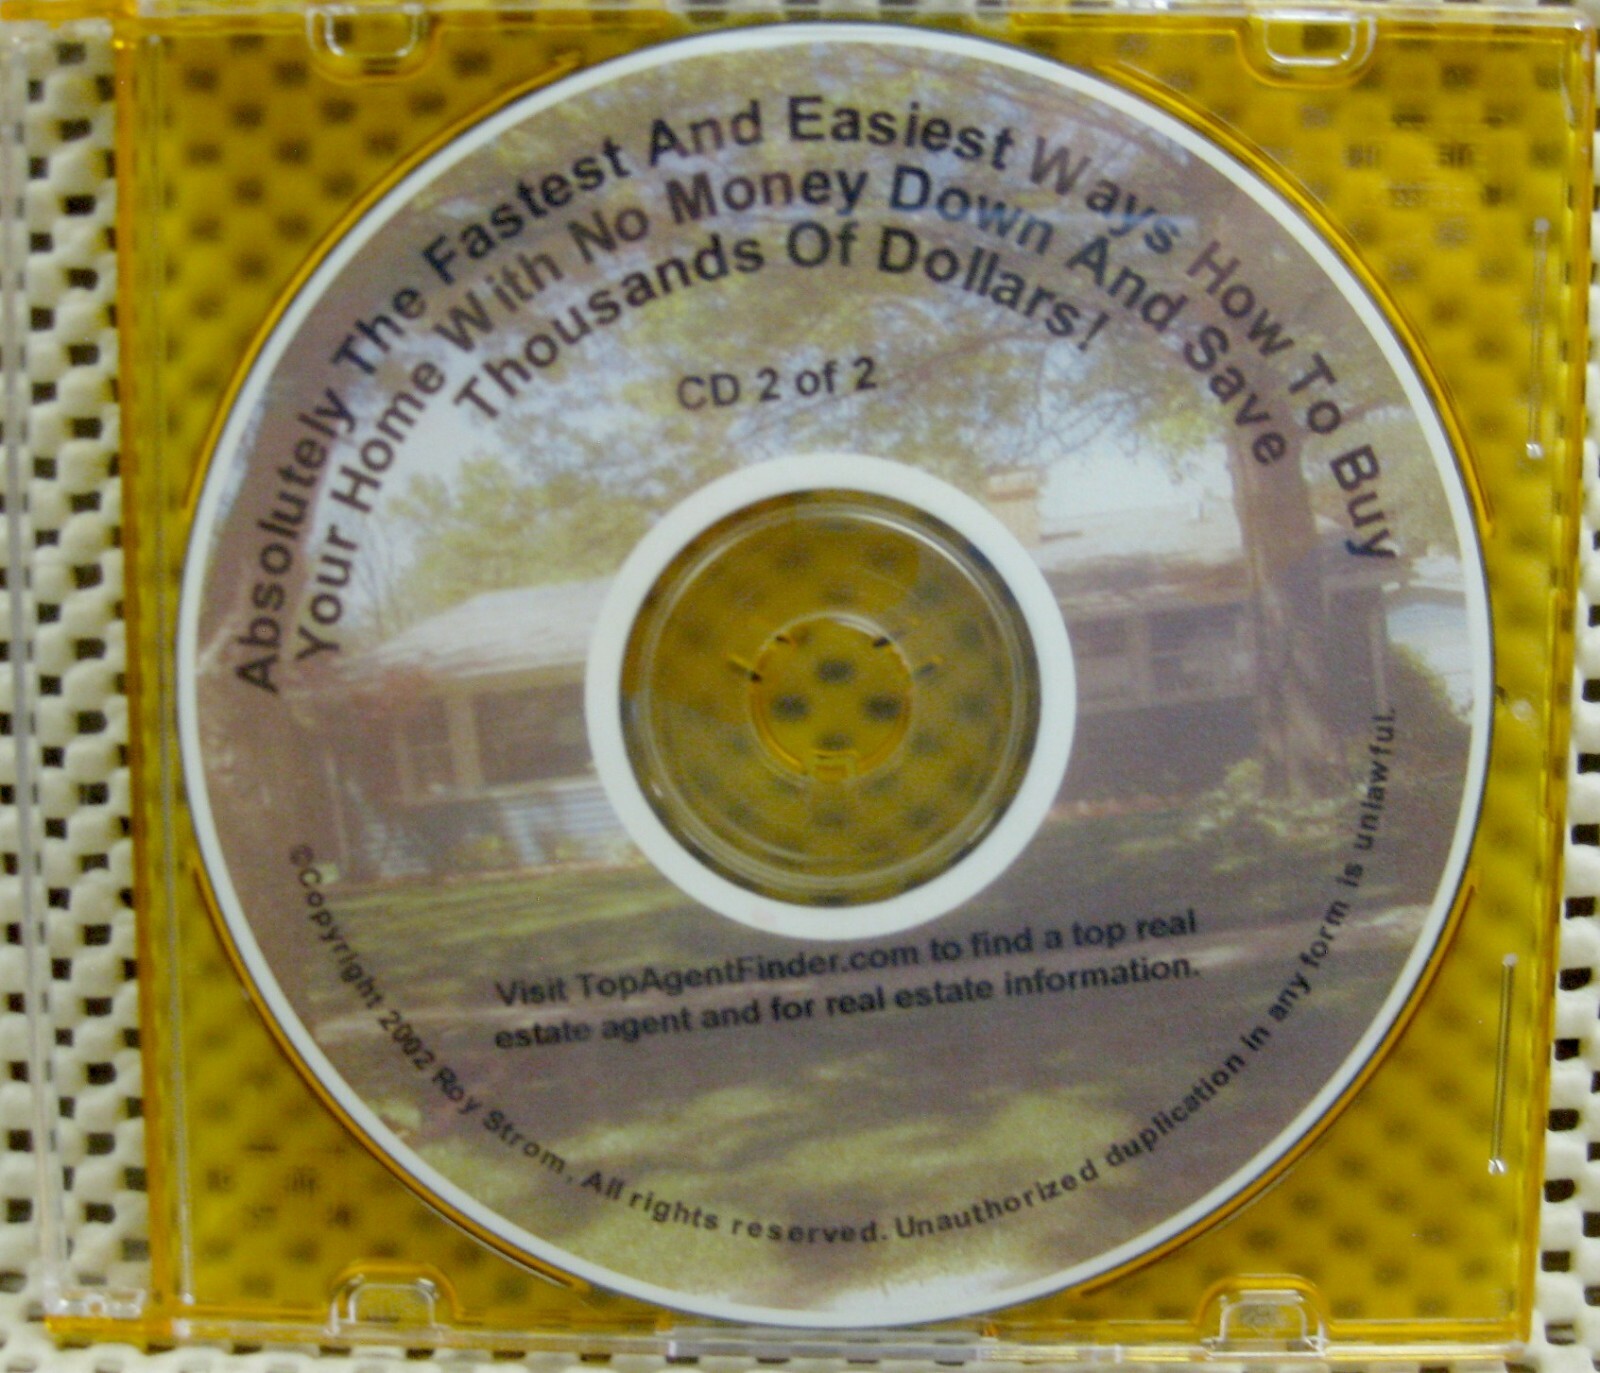 Absolutely The Fastest And Easiest Ways How To Buy
Your Home With No Money Down And Save
Thousands Of Dollars!
CD 2 of 2
Visit TopAgentFinder.com to find a top real
estate agent and for real estate information.
©Copyright 2002 Roy Strom. All rights reserved. Unauthorized duplication in any form is unlawful.